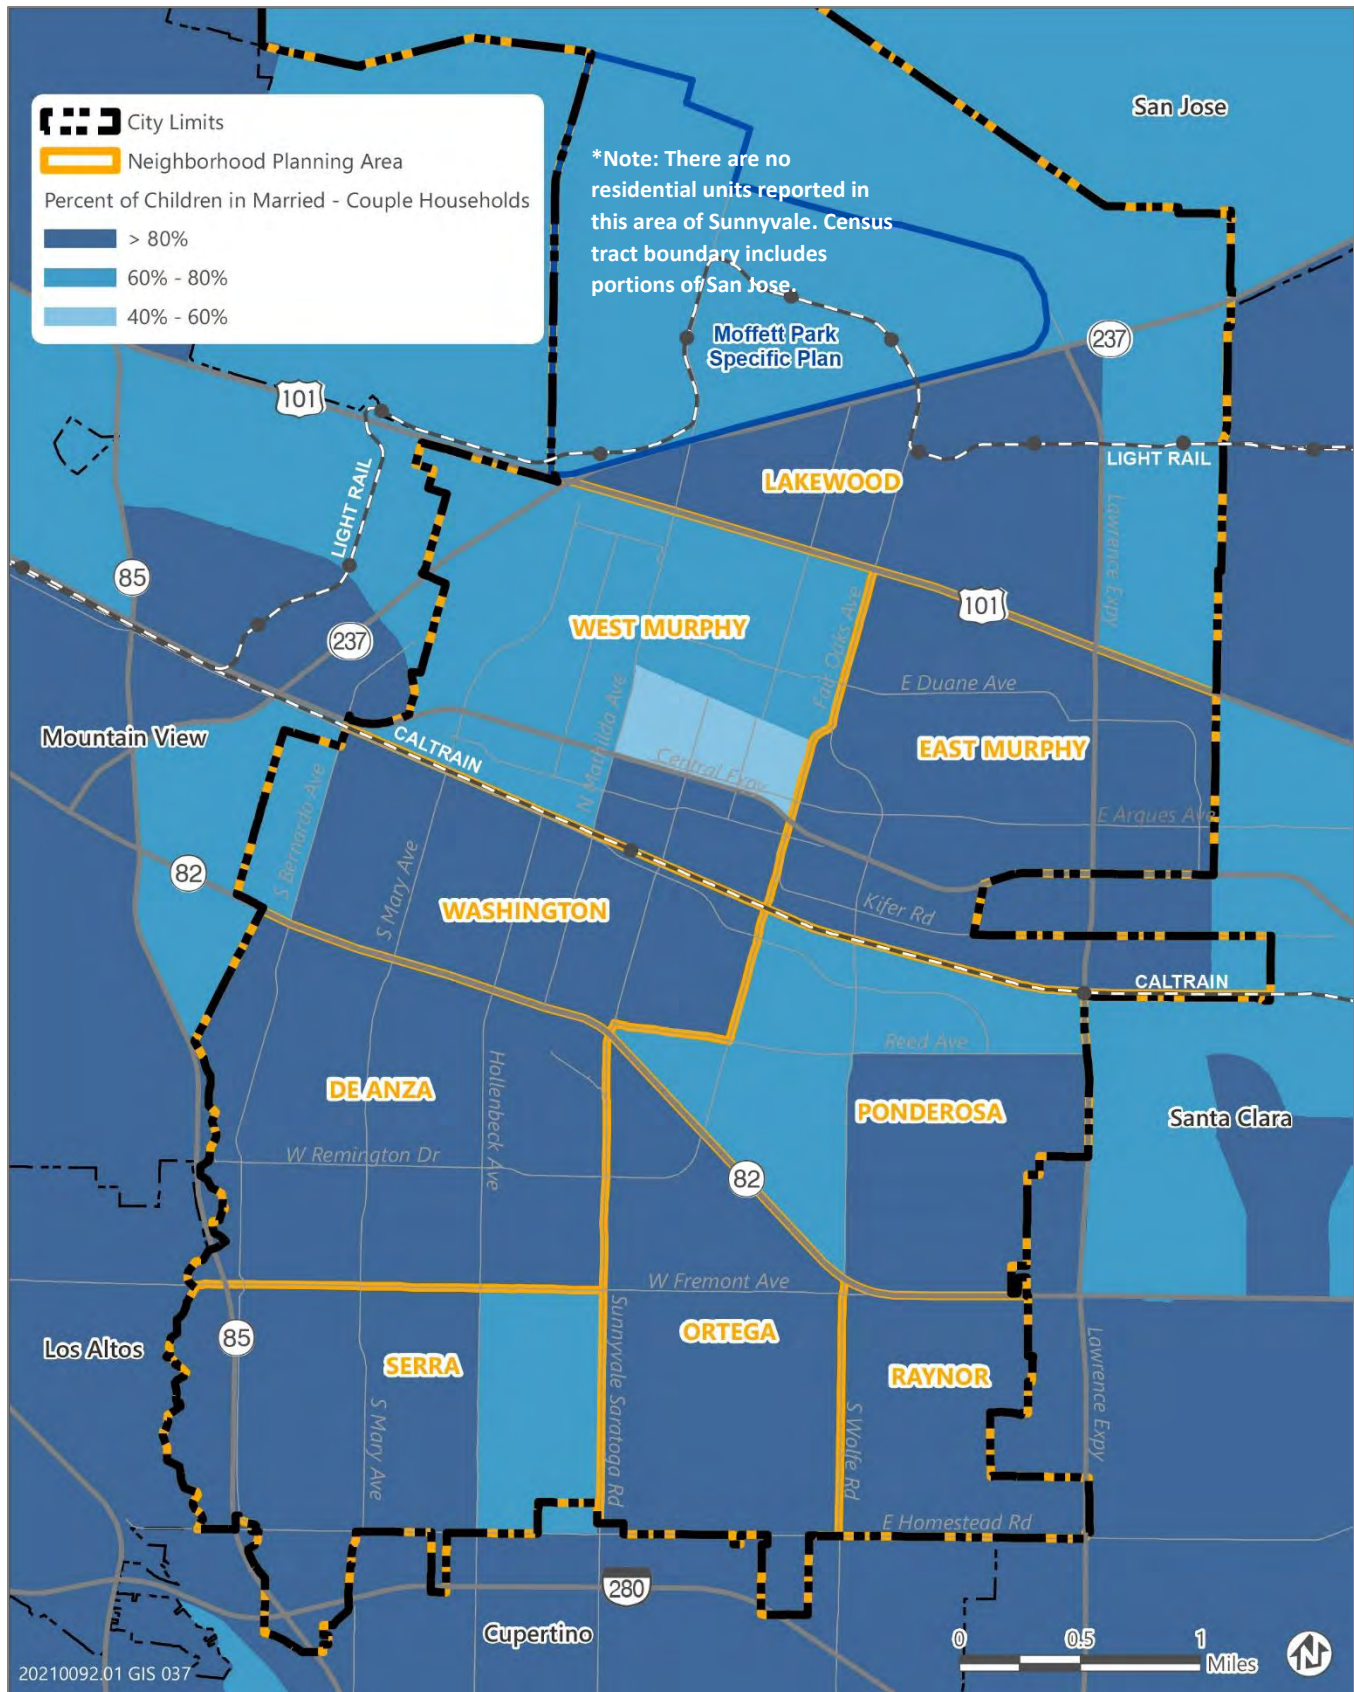 San Jose
City Limits
Neighborhood Planning Area
Percent of Children in Married - Couple Households
> 80%
60% - 80%
40% - 60%
*Note: There are no
residential units reported in
this area of Sunnyvale. Census
tract boundary includes
portions of San Jose.
Moffett Park
Specific Plan
237
101
LIGHT RAIL
LAKEWOOD
LIGHT RAIL
Lawrence Expy
85
101
Fair Oaks Ave
WEST MURPHY
237
E Duane Ave
N Mathilda Ave
Mountain View
CALTRAIN
EAST MURPHY
Central Expy
E Arques Ave
S Bernardo Ave
82
S Mary Ave
WASHINGTON
Kifer Rd
CALTRAIN
Reed Ave
Hollenbeck Ave
DE ANZA
PONDEROSA
Santa Clara
W Remington Dr
82
W Fremont Ave
85
Los Altos
SERRA
Sunnyvale Saratoga Rd
ORTEGA
RAYNOR
Lawrence Expy
S Mary Ave
S Wolfe Rd
E Homestead Rd
280
Cupertino
0 0.5 1
Miles
N
20210092.01 GIS 037